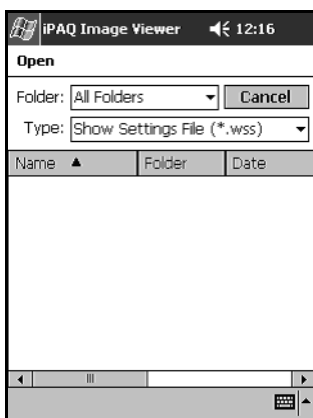 iPAQ Image Viewer 12:16
Open
Folder: All Folders Cancel
Type: Show Settings File (*.wss)
Name Folder Date